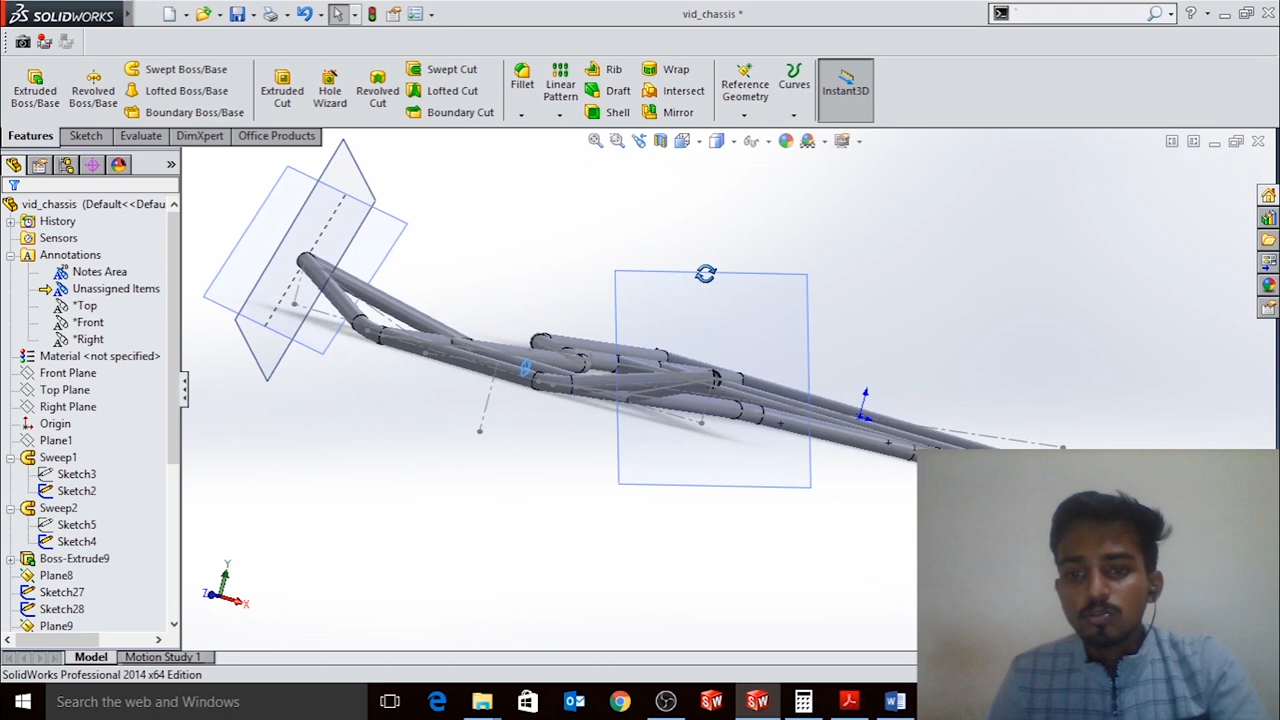 SOLIDWORKS
vid_chassis *
Extruded Boss/Base
Revolved Boss/Base
Swept Boss/Base
Lofted Boss/Base
Boundary Boss/Base
Extruded Cut
Hole Wizard
Revolved Cut
Swept Cut
Lofted Cut
Boundary Cut
Fillet
Linear Pattern
Rib
Draft
Shell
Wrap
Intersect
Mirror
Reference Geometry
Curves
Instant3D
Features
Sketch
Evaluate
DimXpert
Office Products
vid_chassis (Default<<Defau
History
Sensors
Annotations
Notes Area
Unassigned Items
*Top
*Front
*Right
Material <not specified>
Front Plane
Top Plane
Right Plane
Origin
Plane1
Sweep1
Sketch3
Sketch2
Sweep2
Sketch5
Sketch4
Boss-Extrude9
Plane8
Sketch27
Sketch28
Plane9
Y
Z
X
Model
Motion Study 1
SolidWorks Professional 2014 x64 Edition
Search the web and Windows